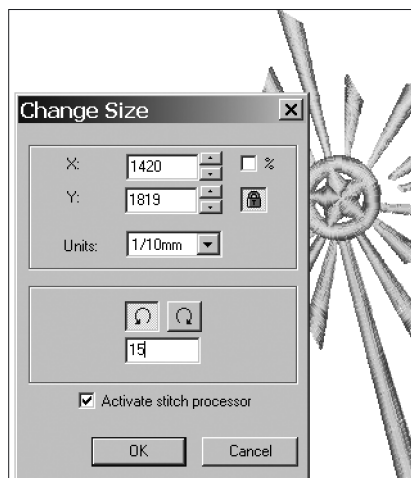 Change Size
X: 1420 %
Y: 1819
Units: 1/10mm
15
Activate stitch processor
OK Cancel